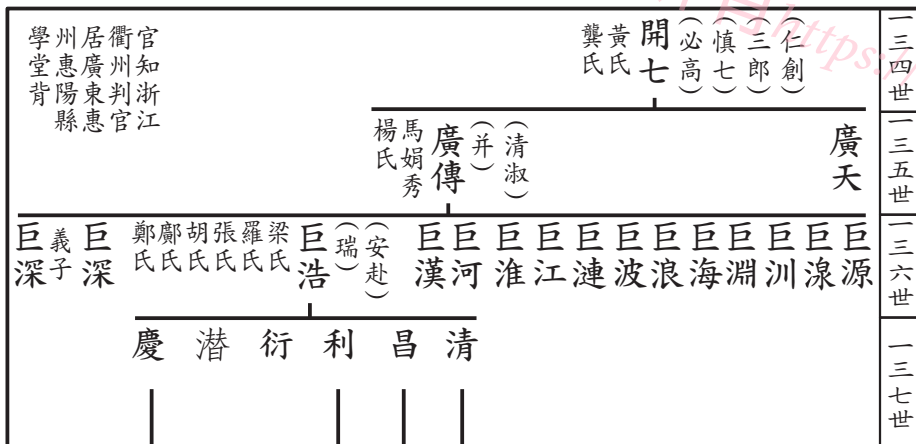 一三四世
（仁創）
（三郎）
（慎七）
（必高）
開七
黃氏
龔氏
官知浙江
衢州判官
居廣東惠
州惠陽縣
學堂背
一三五世
廣天
（清淑）
（并）
廣傳
馬娟秀
楊氏
一三六世
巨源
巨湶
巨汌
巨淵
巨海
巨浪
巨波
巨漣
巨江
巨淮
巨河
巨漢
（安赴）
（瑞）
巨浩
梁氏
羅氏
張氏
胡氏
鄺氏
鄭氏
巨深
義子
巨深
一三七世
清
昌
利
衍
潛
慶
https:/